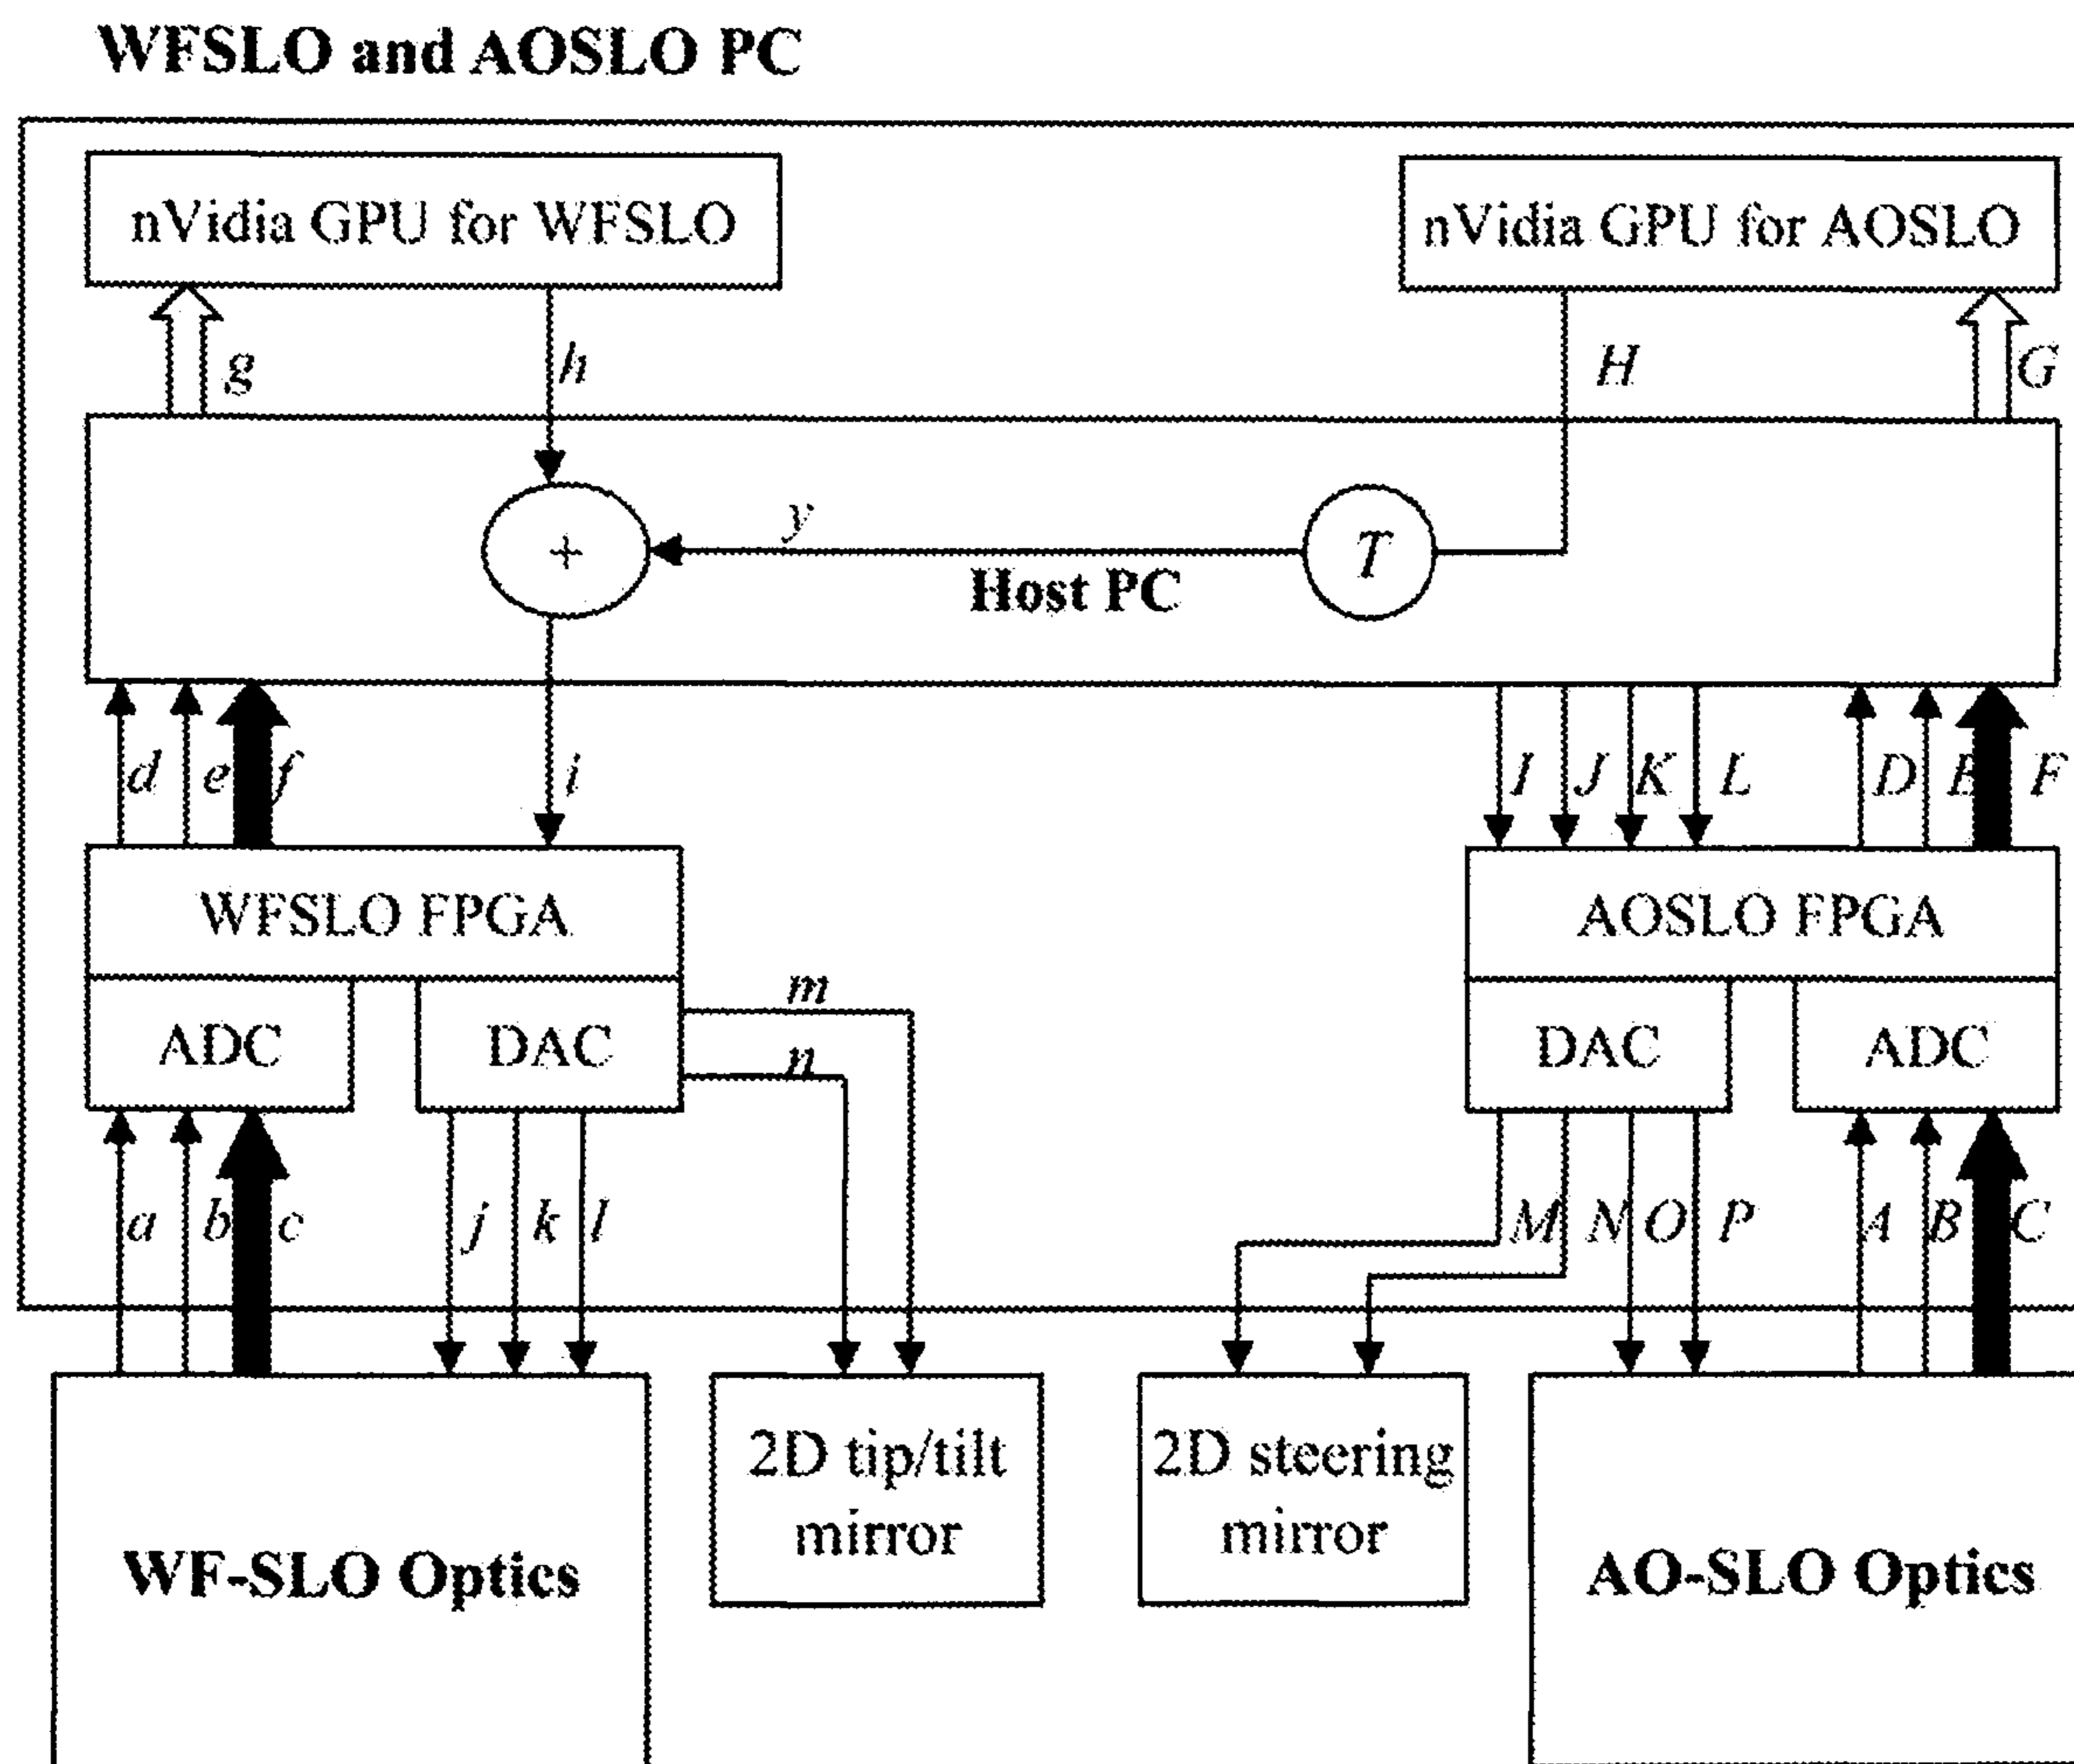 WFSLO and AOSLO PC
nVidia GPU for WFSLO
nVidia GPU for AOSLO
g
h
H
G
y
+
T
Host PC
d
e
f
i
I
J
K
L
D
E
F
WFSLO FPGA
AOSLO FPGA
ADC
DAC
m
n
DAC
ADC
a
b
c
j
k
l
M
N
O
P
A
B
C
2D tip/tilt
mirror
2D steering
mirror
WF-SLO Optics
AO-SLO Optics